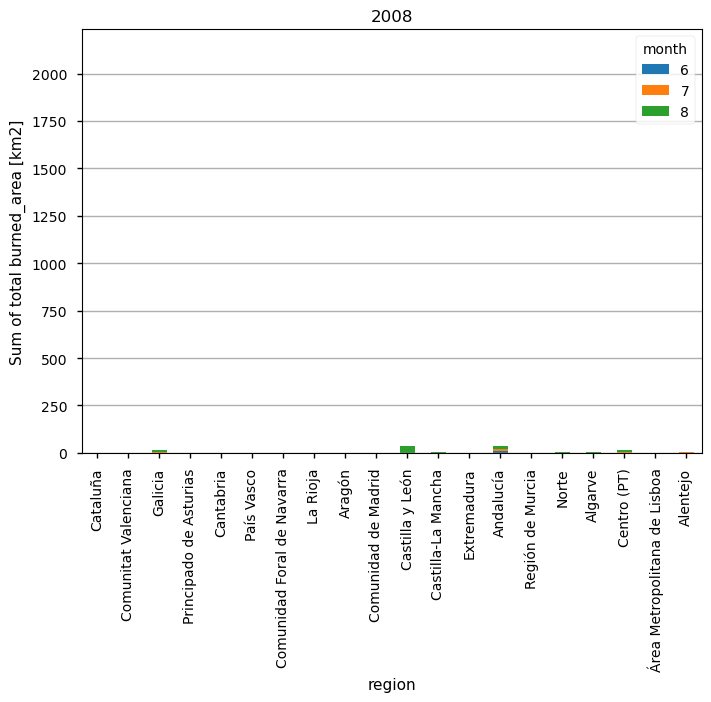 2008
month
6
7
8
Sum of total burned_area [km2]
2000
1750
1500
1250
1000
750
500
250
0
Cataluña
Comunitat Valenciana
Galicia
Principado de Asturias
Cantabria
País Vasco
Comunidad Foral de Navarra
La Rioja
Aragón
Comunidad de Madrid
Castilla y León
Castilla-La Mancha
Extremadura
Andalucía
Región de Murcia
Norte
Algarve
Centro (PT)
Área Metropolitana de Lisboa
Alentejo
region